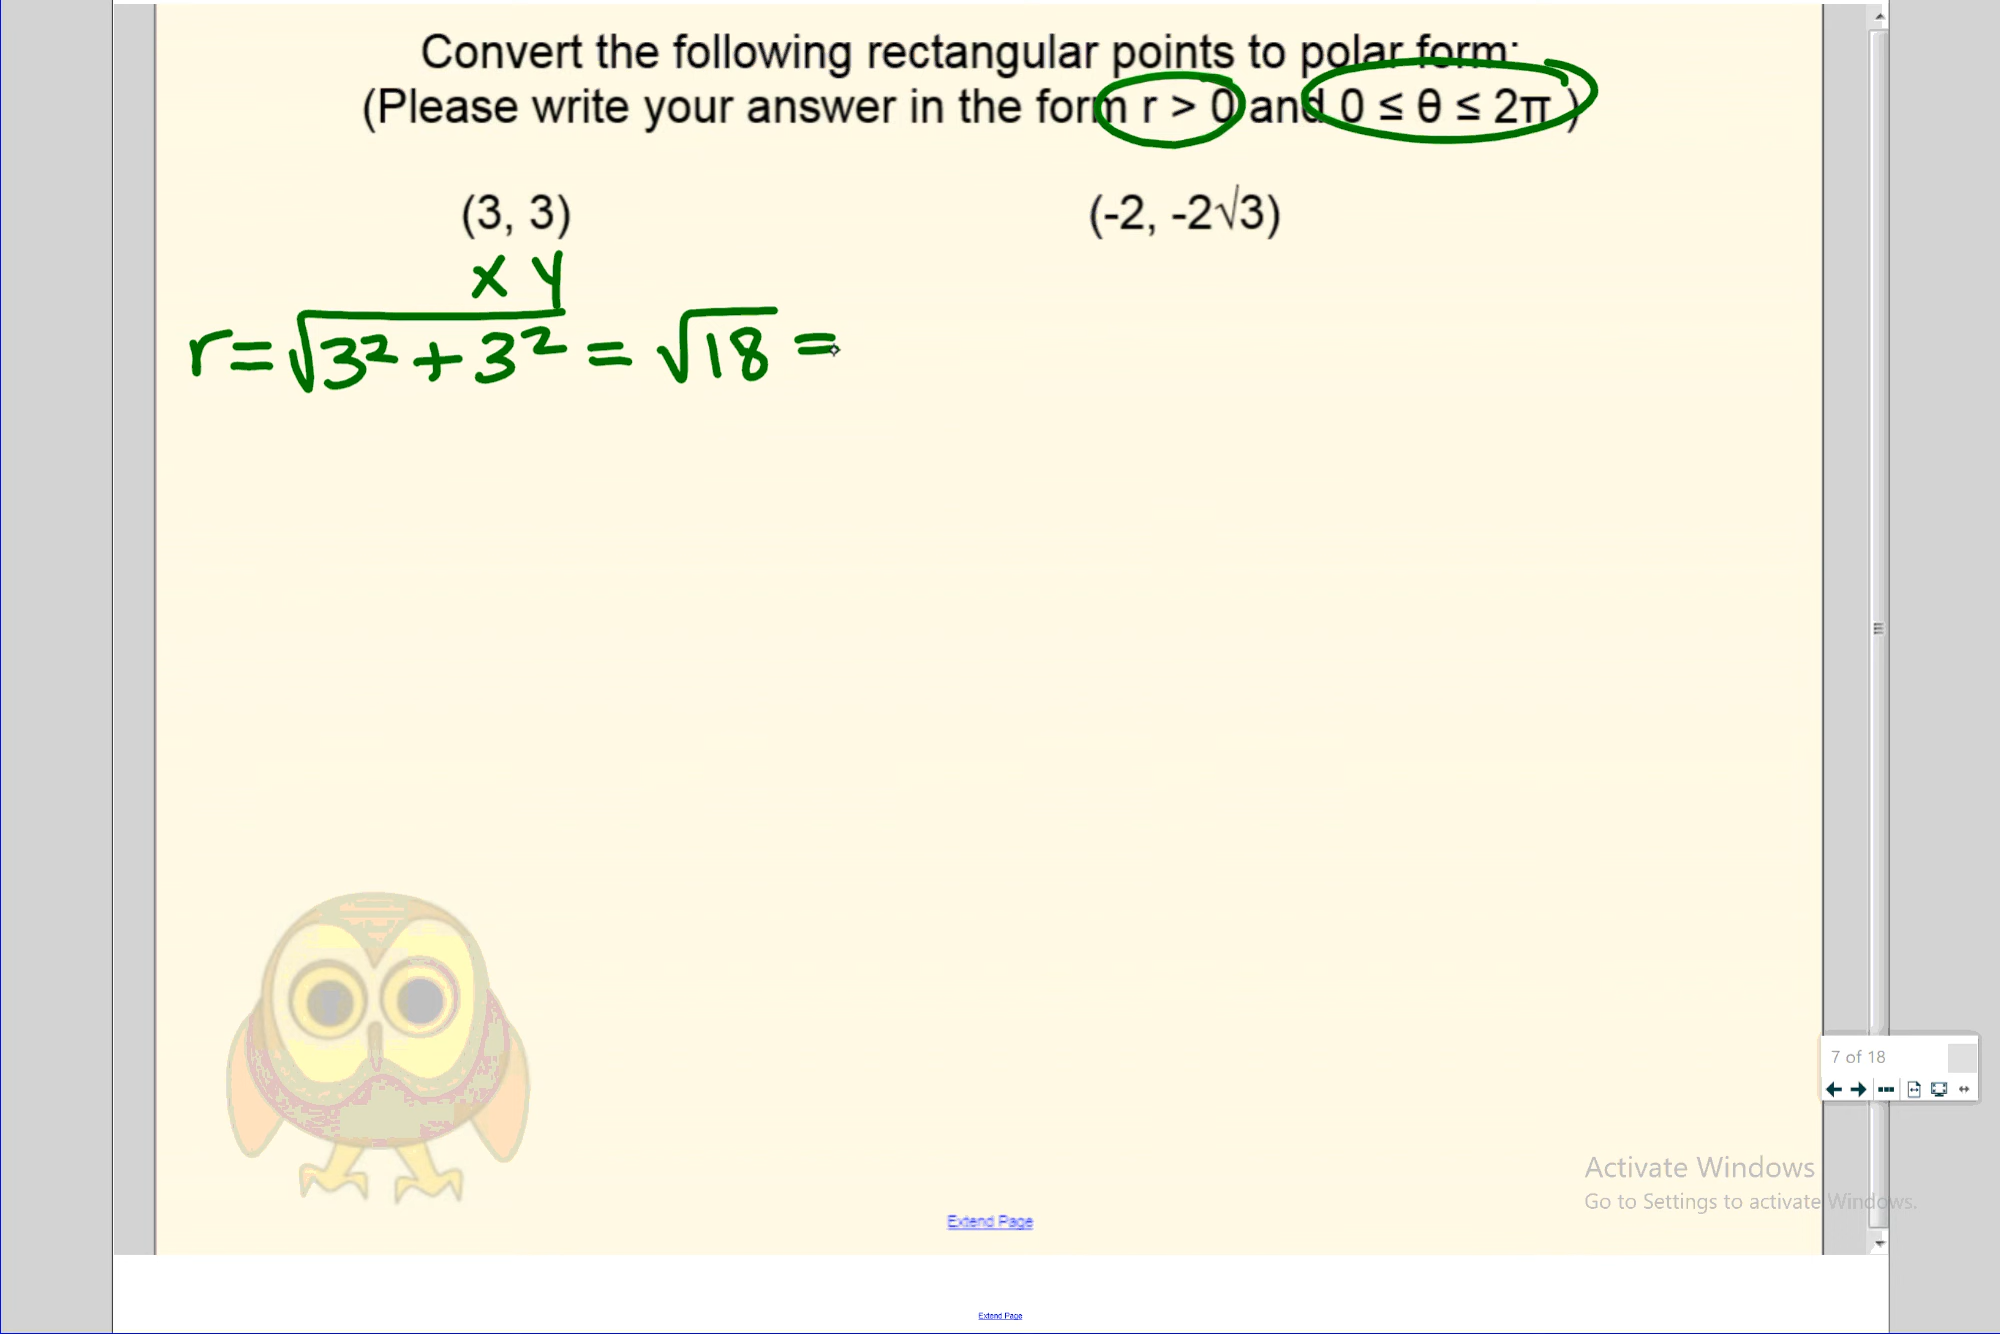 Convert the following rectangular points to polar form:
(Please write your answer in the form r > 0 and 0 ≤ θ ≤ 2π )
(3, 3)
(-2, -2√3)
x y
r = √3² + 3² = √18 =
7 of 18
Activate Windows
Go to Settings to activate Windows.
Extend Page
Extend Page